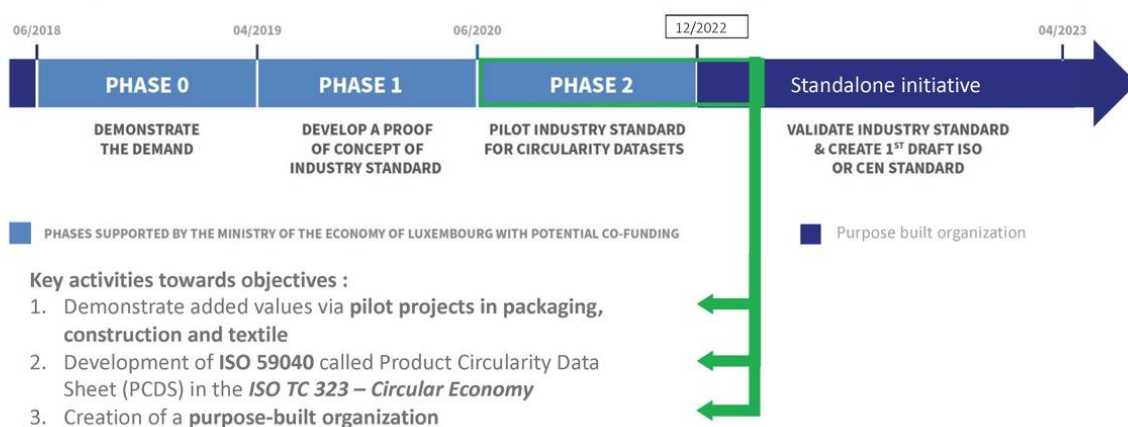 06/2018
04/2019
06/2020
12/2022
04/2023
PHASE 0
PHASE 1
PHASE 2
Standalone initiative
DEMONSTRATE
THE DEMAND
DEVELOP A PROOF
OF CONCEPT OF
INDUSTRY STANDARD
PILOT INDUSTRY STANDARD
FOR CIRCULARITY DATASETS
VALIDATE INDUSTRY STANDARD
& CREATE 1ST DRAFT ISO
OR CEN STANDARD
PHASES SUPPORTED BY THE MINISTRY OF THE ECONOMY OF LUXEMBOURG WITH POTENTIAL CO-FUNDING
Purpose built organization
Key activities towards objectives :
1. Demonstrate added values via pilot projects in packaging,
construction and textile
2. Development of ISO 59040 called Product Circularity Data
Sheet (PCDS) in the ISO TC 323 – Circular Economy
3. Creation of a purpose-built organization